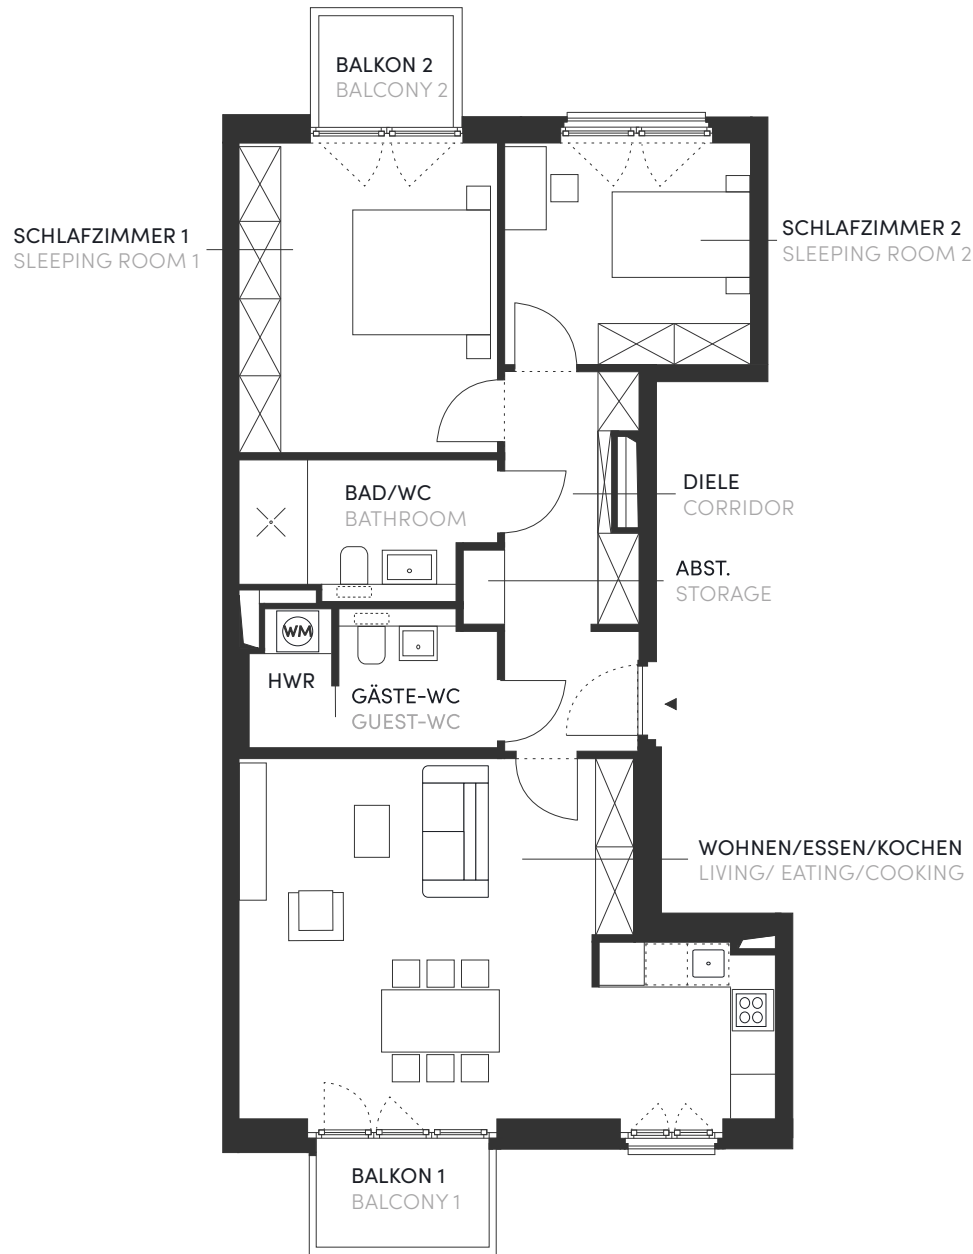 BALKON 2
BALCONY 2
SCHLAFZIMMER 1
SLEEPING ROOM 1
SCHLAFZIMMER 2
SLEEPING ROOM 2
BAD/WC
BATHROOM
DIELE
CORRIDOR
ABST.
STORAGE
WM
HWR
GÄSTE-WC
GUEST-WC
WOHNEN/ESSEN/KOCHEN
LIVING/ EATING/COOKING
BALKON 1
BALCONY 1